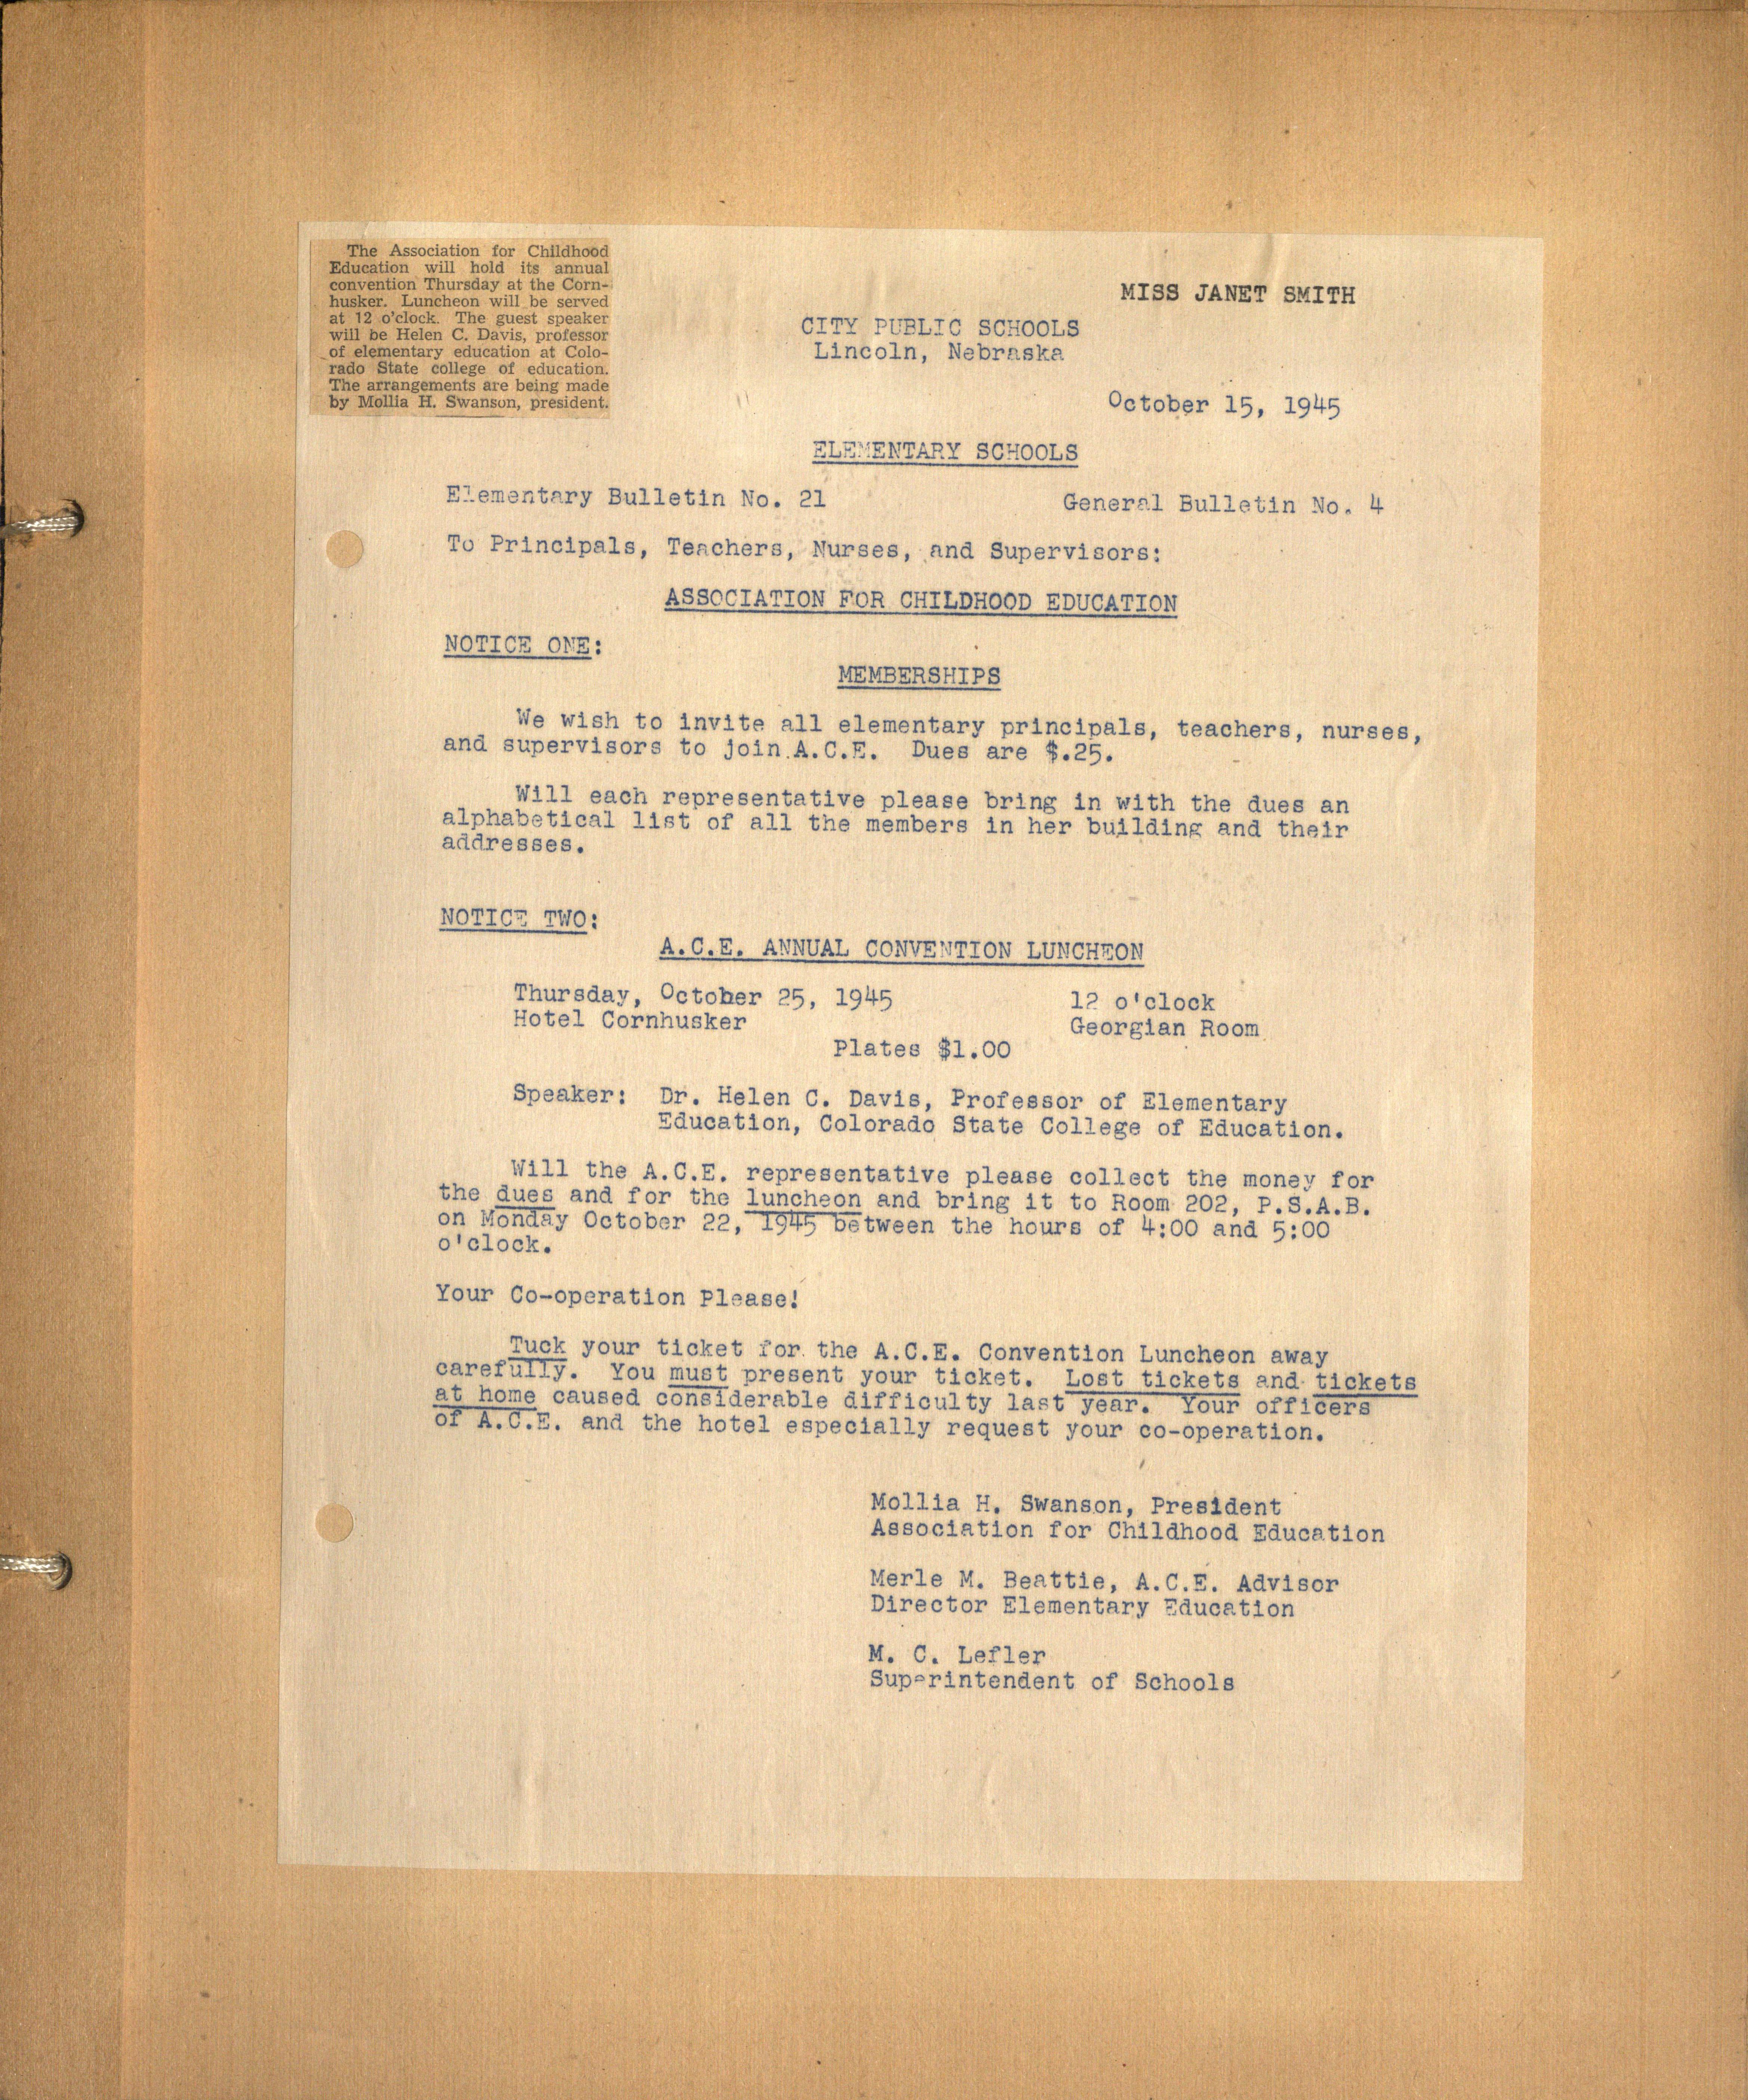 The Association for Childhood
Education will hold its annual
convention Thursday at the Corn-
husker. Luncheon will be served
at 12 o'clock. The guest speaker
will be Helen C. Davis, professor
of elementary education at Colo-
rado State college of education.
The arrangements are being made
by Mollia H. Swanson, president.
MISS JANET SMITH
CITY PUBLIC SCHOOLS
Lincoln, Nebraska
October 15, 1945
ELEMENTARY SCHOOLS
Elementary Bulletin No. 21 General Bulletin No. 4
To Principals, Teachers, Nurses, and Supervisors:
ASSOCIATION FOR CHILDHOOD EDUCATION
NOTICE ONE:
MEMBERSHIPS
We wish to invite all elementary principals, teachers, nurses,
and supervisors to join A.C.E. Dues are $.25.
Will each representative please bring in with the dues an
alphabetical list of all the members in her building and their
addresses.
NOTICE TWO:
A.C.E. ANNUAL CONVENTION LUNCHEON
Thursday, October 25, 1945 12 o'clock
Hotel Cornhusker Georgian Room
Plates $1.00
Speaker: Dr. Helen C. Davis, Professor of Elementary
Education, Colorado State College of Education.
Will the A.C.E. representative please collect the money for
the dues and for the luncheon and bring it to Room 202, P.S.A.B.
on Monday October 22, 1945 between the hours of 4:00 and 5:00
o'clock.
Your Co-operation Please!
Tuck your ticket for the A.C.E. Convention Luncheon away
carefully. You must present your ticket. Lost tickets and tickets
at home caused considerable difficulty last year. Your officers
of A.C.E. and the hotel especially request your co-operation.
Mollia H. Swanson, President
Association for Childhood Education
Merle M. Beattie, A.C.E. Advisor
Director Elementary Education
M. C. Lefler
Superintendent of Schools